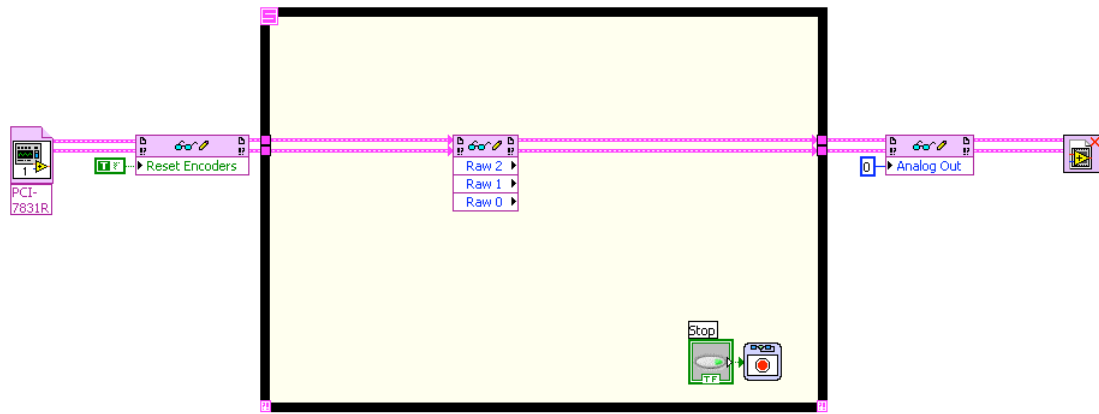 S
1
PCI-
7831R
!?
!?
T F
Reset Encoders
!?
!?
Raw 2
Raw 1
Raw 0
!?
!?
0
Analog Out
Stop
TF